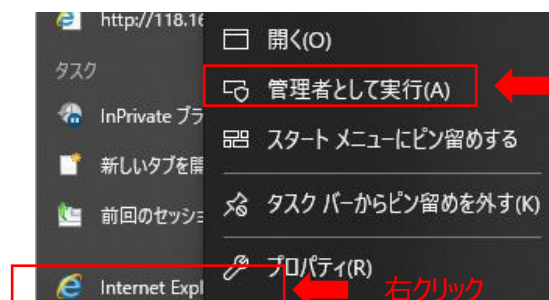 http://118.16
タスク
InPrivate ブラ
新しいタブを開
前回のセッショ
Internet Expl
開く(O)
管理者として実行(A)
スタート メニューにピン留めする
タスク バーからピン留めを外す(K)
プロパティ(R)
右クリック